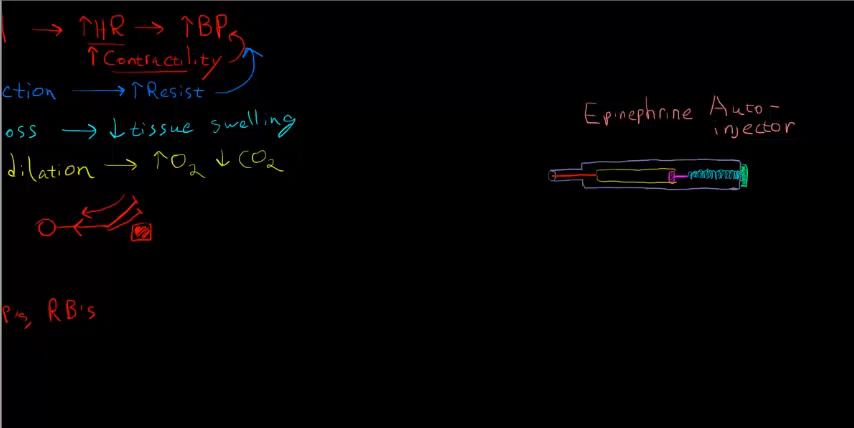 → ↑HR → ↑BP
↑Contractility
ction → ↑Resist
oss → ↓tissue swelling
dilation → ↑O₂ ↓CO₂
RB's
Epinephrine Auto-
injector